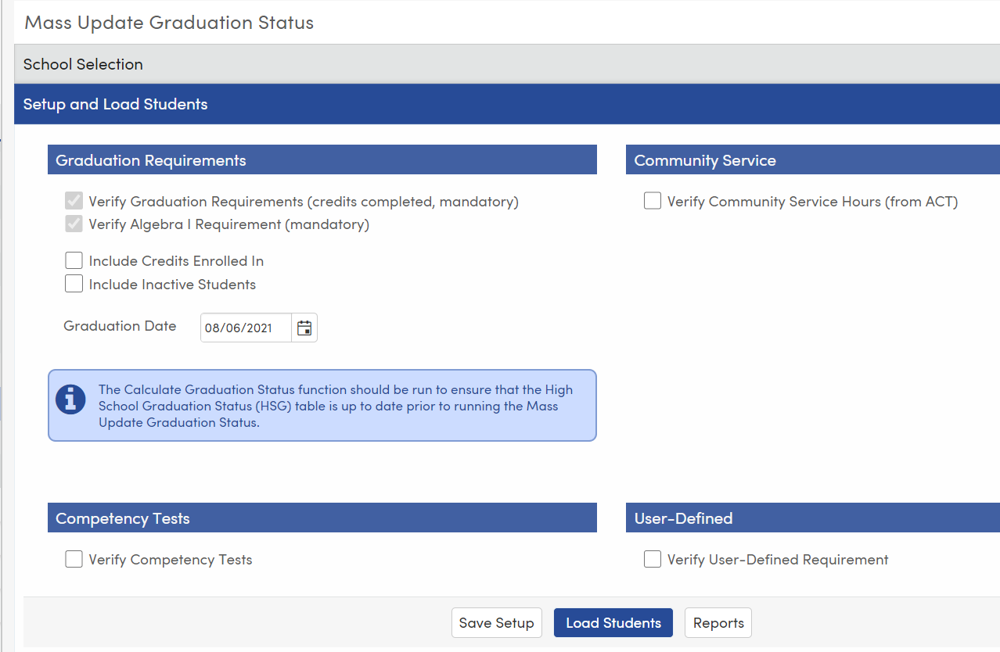 Mass Update Graduation Status
School Selection
Setup and Load Students
Graduation Requirements
Verify Graduation Requirements (credits completed, mandatory)
Verify Algebra I Requirement (mandatory)
Include Credits Enrolled In
Include Inactive Students
Graduation Date
08/06/2021
The Calculate Graduation Status function should be run to ensure that the High
School Graduation Status (HSG) table is up to date prior to running the Mass
Update Graduation Status.
Community Service
Verify Community Service Hours (from ACT)
Competency Tests
Verify Competency Tests
User-Defined
Verify User-Defined Requirement
Save Setup
Load Students
Reports